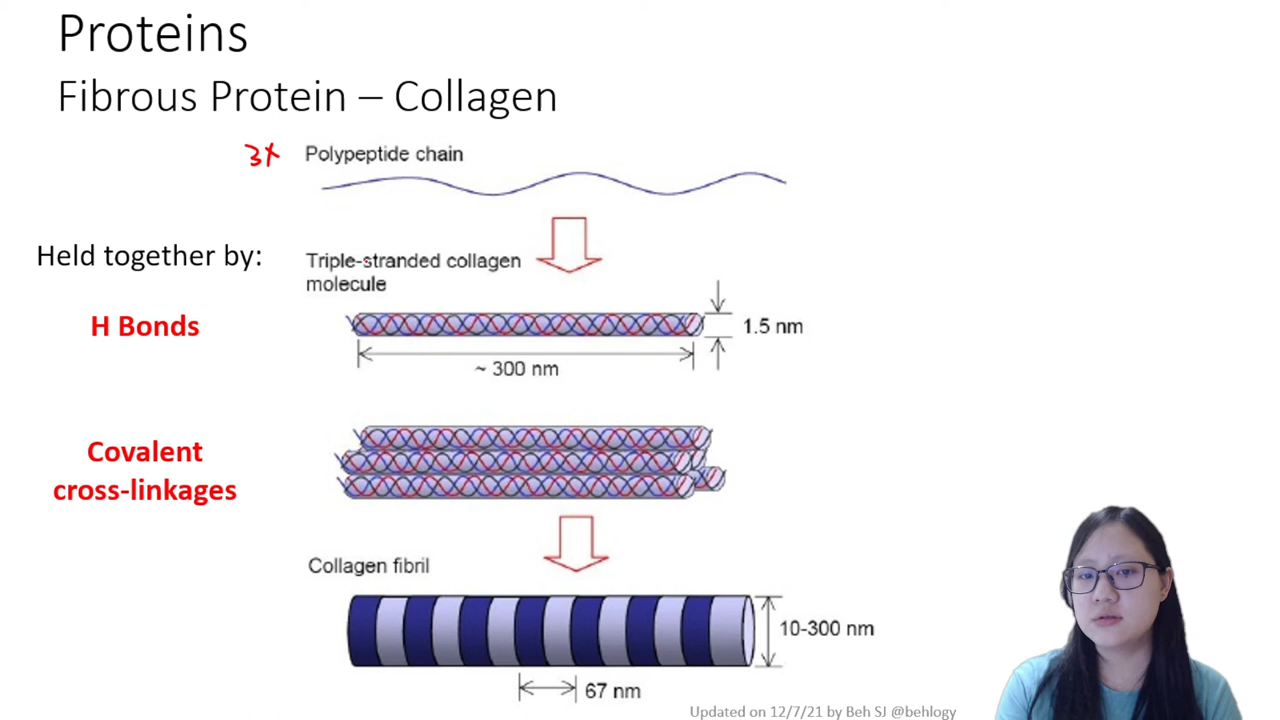 Proteins
Fibrous Protein – Collagen
3x Polypeptide chain
Held together by:
Triple-stranded collagen
molecule
H Bonds
1.5 nm
~ 300 nm
Covalent
cross-linkages
Collagen fibril
10-300 nm
67 nm
Updated on 12/7/21 by Beh SJ @behlogy